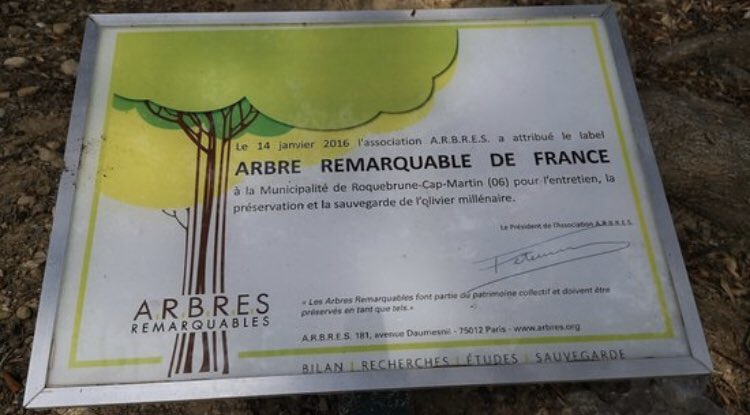 Le 14 janvier 2016 l'association A.R.B.R.E.S. a attribué le label
ARBRE REMARQUABLE DE FRANCE
à la Municipalité de Roquebrune-Cap-Martin (06) pour l'entretien, la
préservation et la sauvegarde de l'olivier millénaire.
Le Président de l'Association A.R.B.R.E.S.
A.R.B.R.E.S
REMARQUABLES
« Les Arbres Remarquables font partie du patrimoine collectif et doivent être
préservés en tant que tels.»
A.R.B.R.E.S. 181, avenue Daumesnil - 75012 Paris - www.arbres.org
BILAN | RECHERCHES | ÉTUDES | SAUVEGARDE